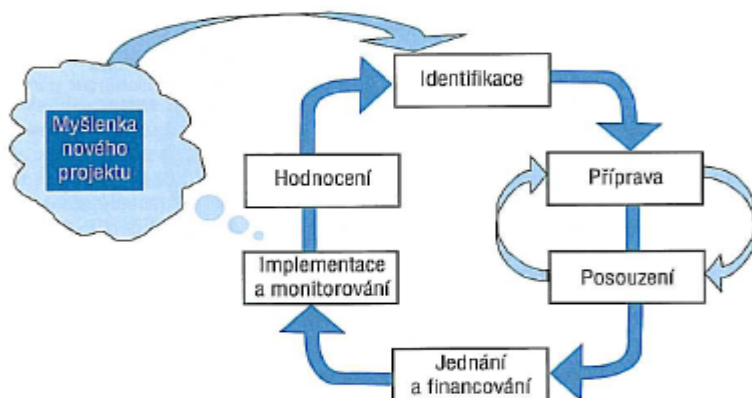 Identifikace
Myšlenka
nového
projektu
Hodnocení
Příprava
Implementace
a monitorování
Posouzení
Jednání
a financování